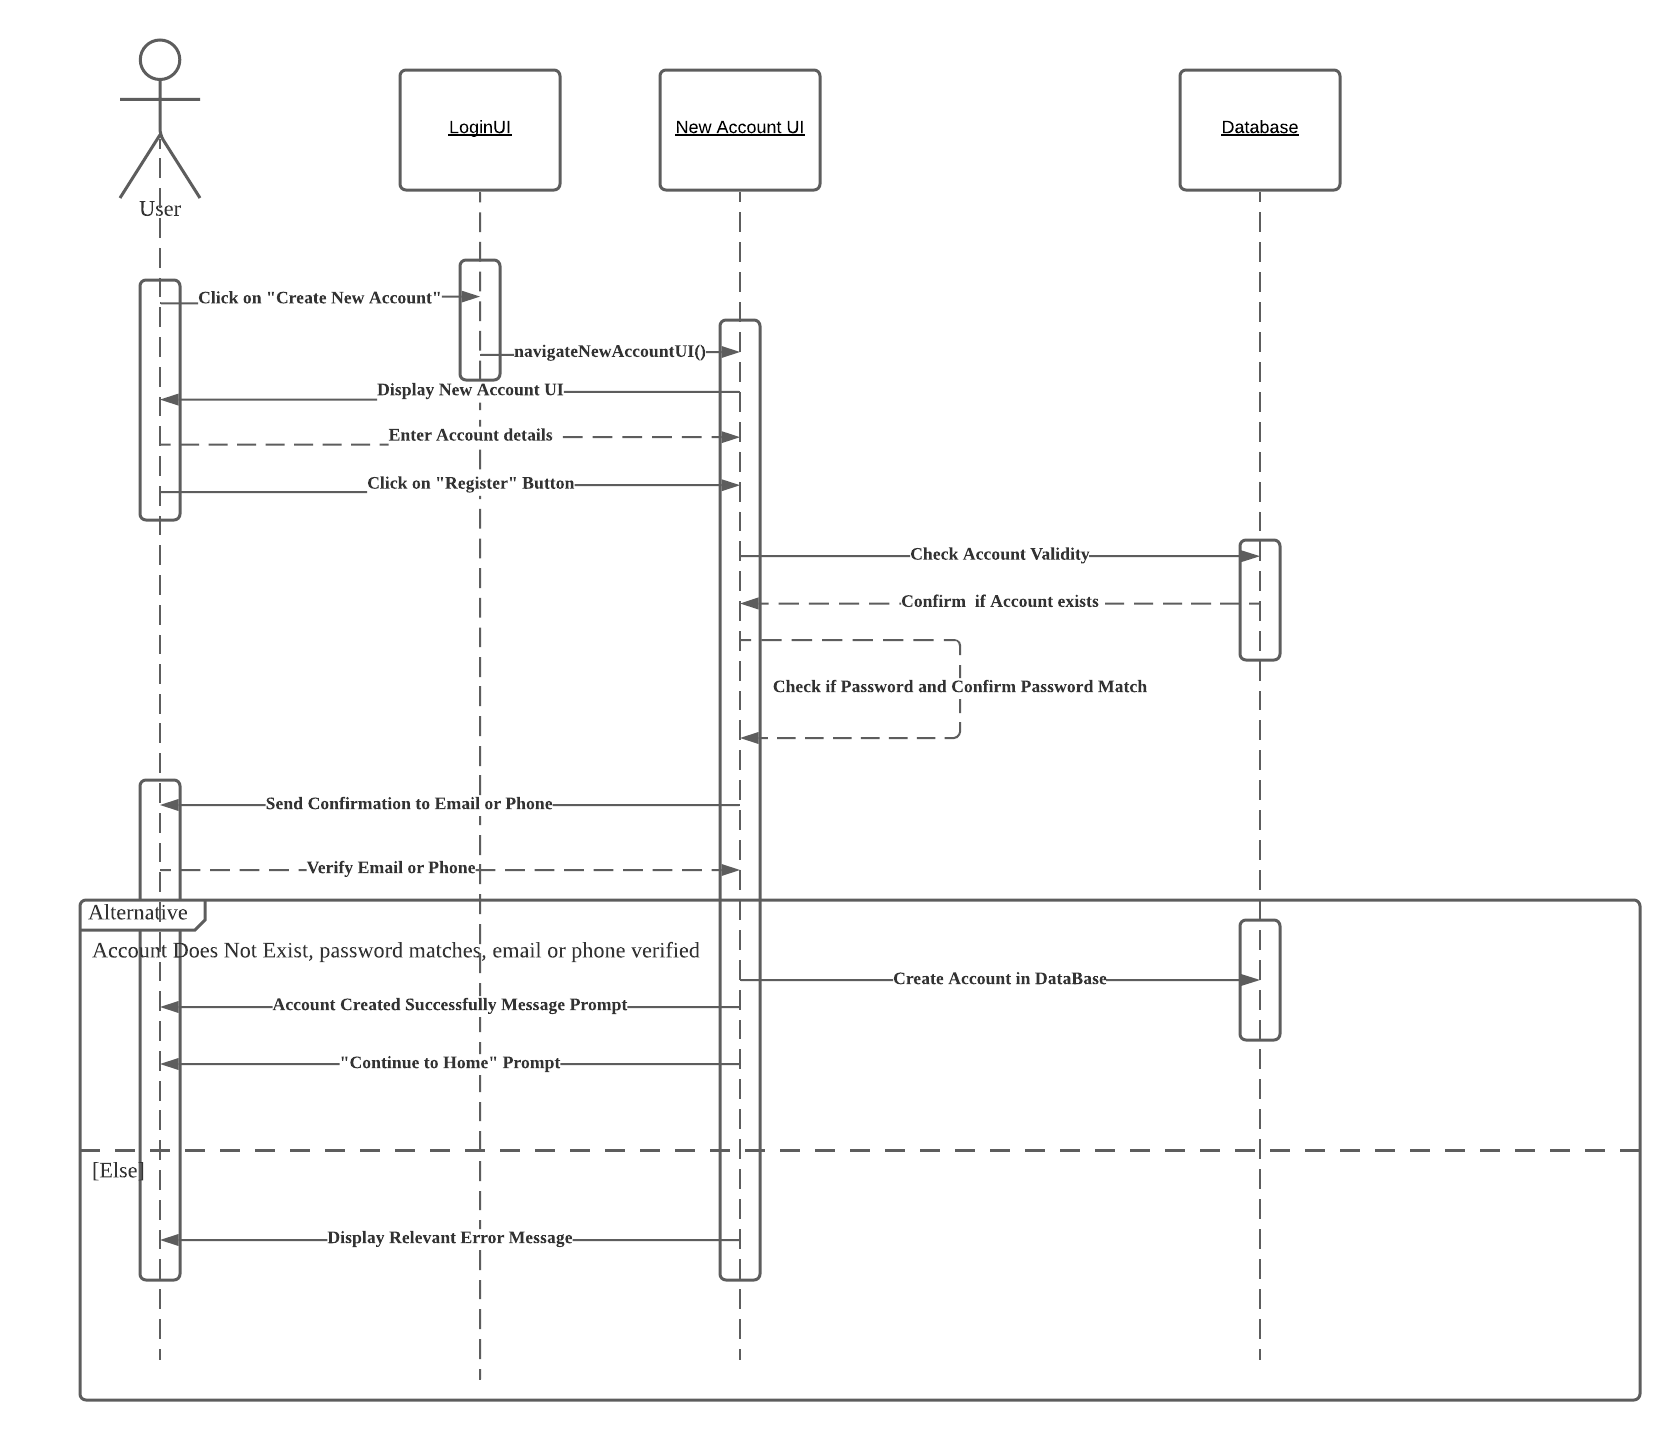 User
LoginUI
New Account UI
Database
Click on "Create New Account"
navigateNewAccountUI()
Display New Account UI
Enter Account details
Click on "Register" Button
Check Account Validity
Confirm  if Account exists
Check if Password and Confirm Password Match
Send Confirmation to Email or Phone
Verify Email or Phone
Alternative
Account Does Not Exist, password matches, email or phone verified
Create Account in DataBase
Account Created Successfully Message Prompt
"Continue to Home" Prompt
[Else]
Display Relevant Error Message